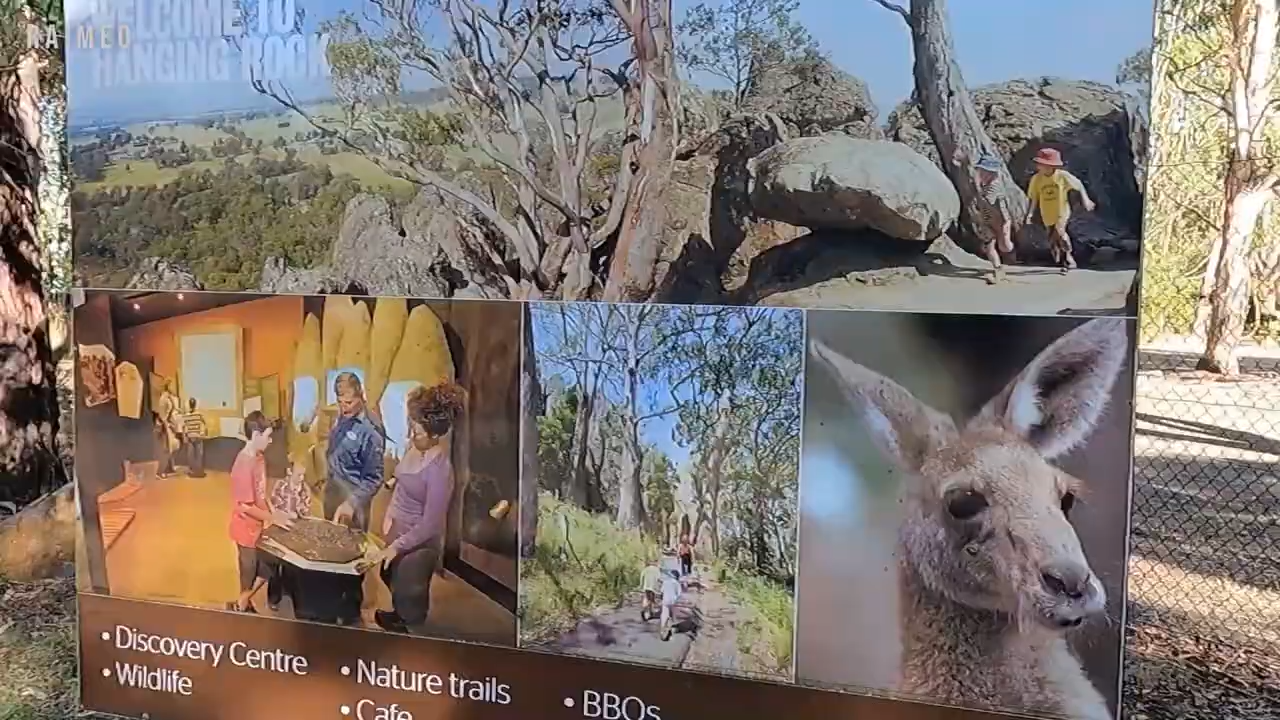 WELCOME TO
HANGING ROCK
• Discovery Centre
• Wildlife
• Nature trails
• Cafe
• BBQs